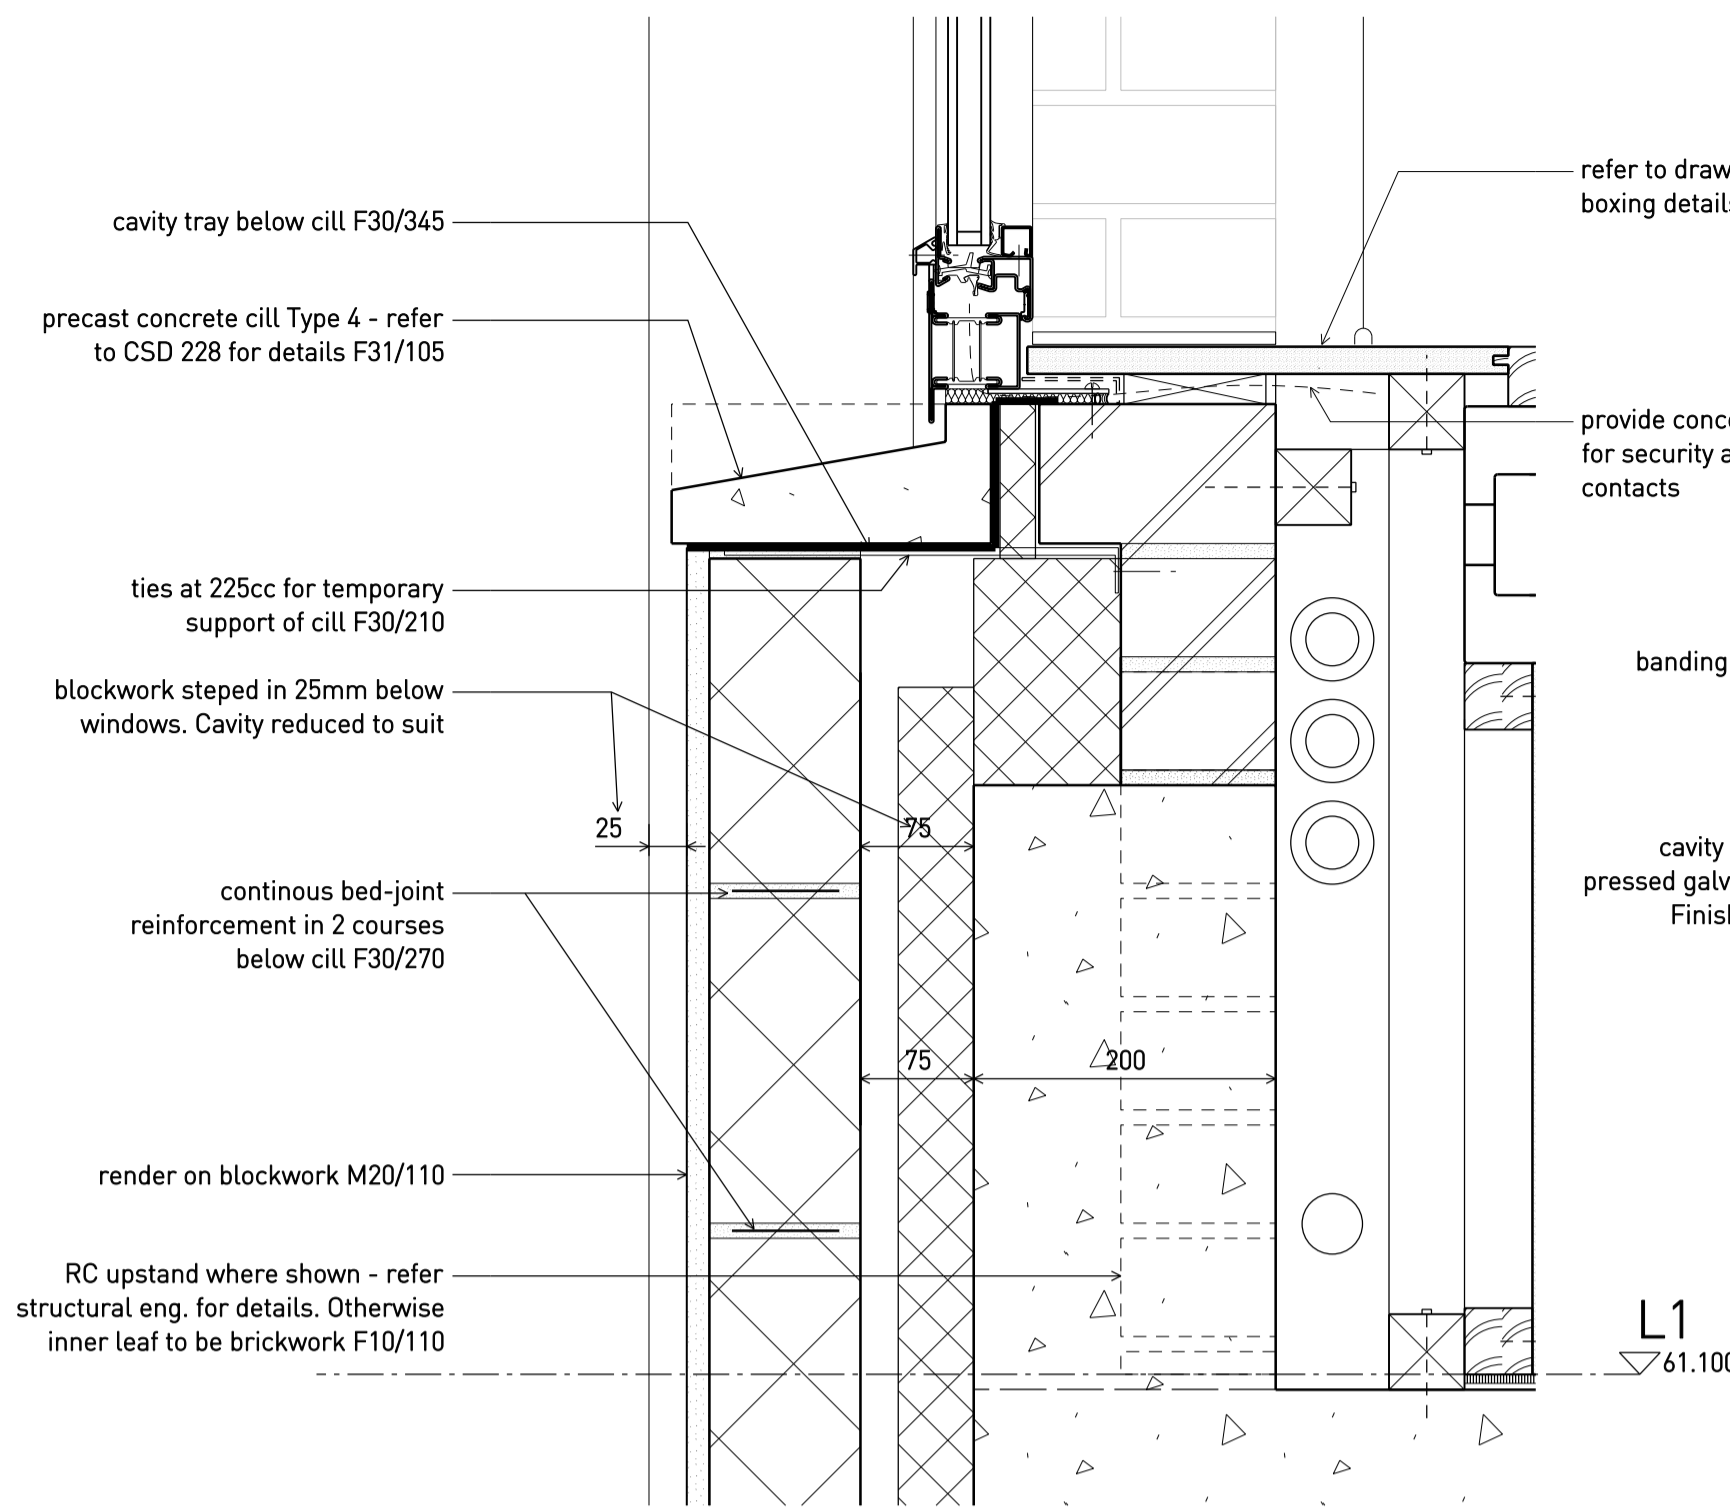 cavity tray below cill F30/345
precast concrete cill Type 4 - refer
to CSD 228 for details F31/105
ties at 225cc for temporary
support of cill F30/210
blockwork steped in 25mm below
windows. Cavity reduced to suit
25
75
continous bed-joint
reinforcement in 2 courses
below cill F30/270
75
200
render on blockwork M20/110
RC upstand where shown - refer
structural eng. for details. Otherwise
inner leaf to be brickwork F10/110
refer to draw
boxing details
provide conce
for security a
contacts
banding
cavity
pressed galv
Finish
L1
61.100